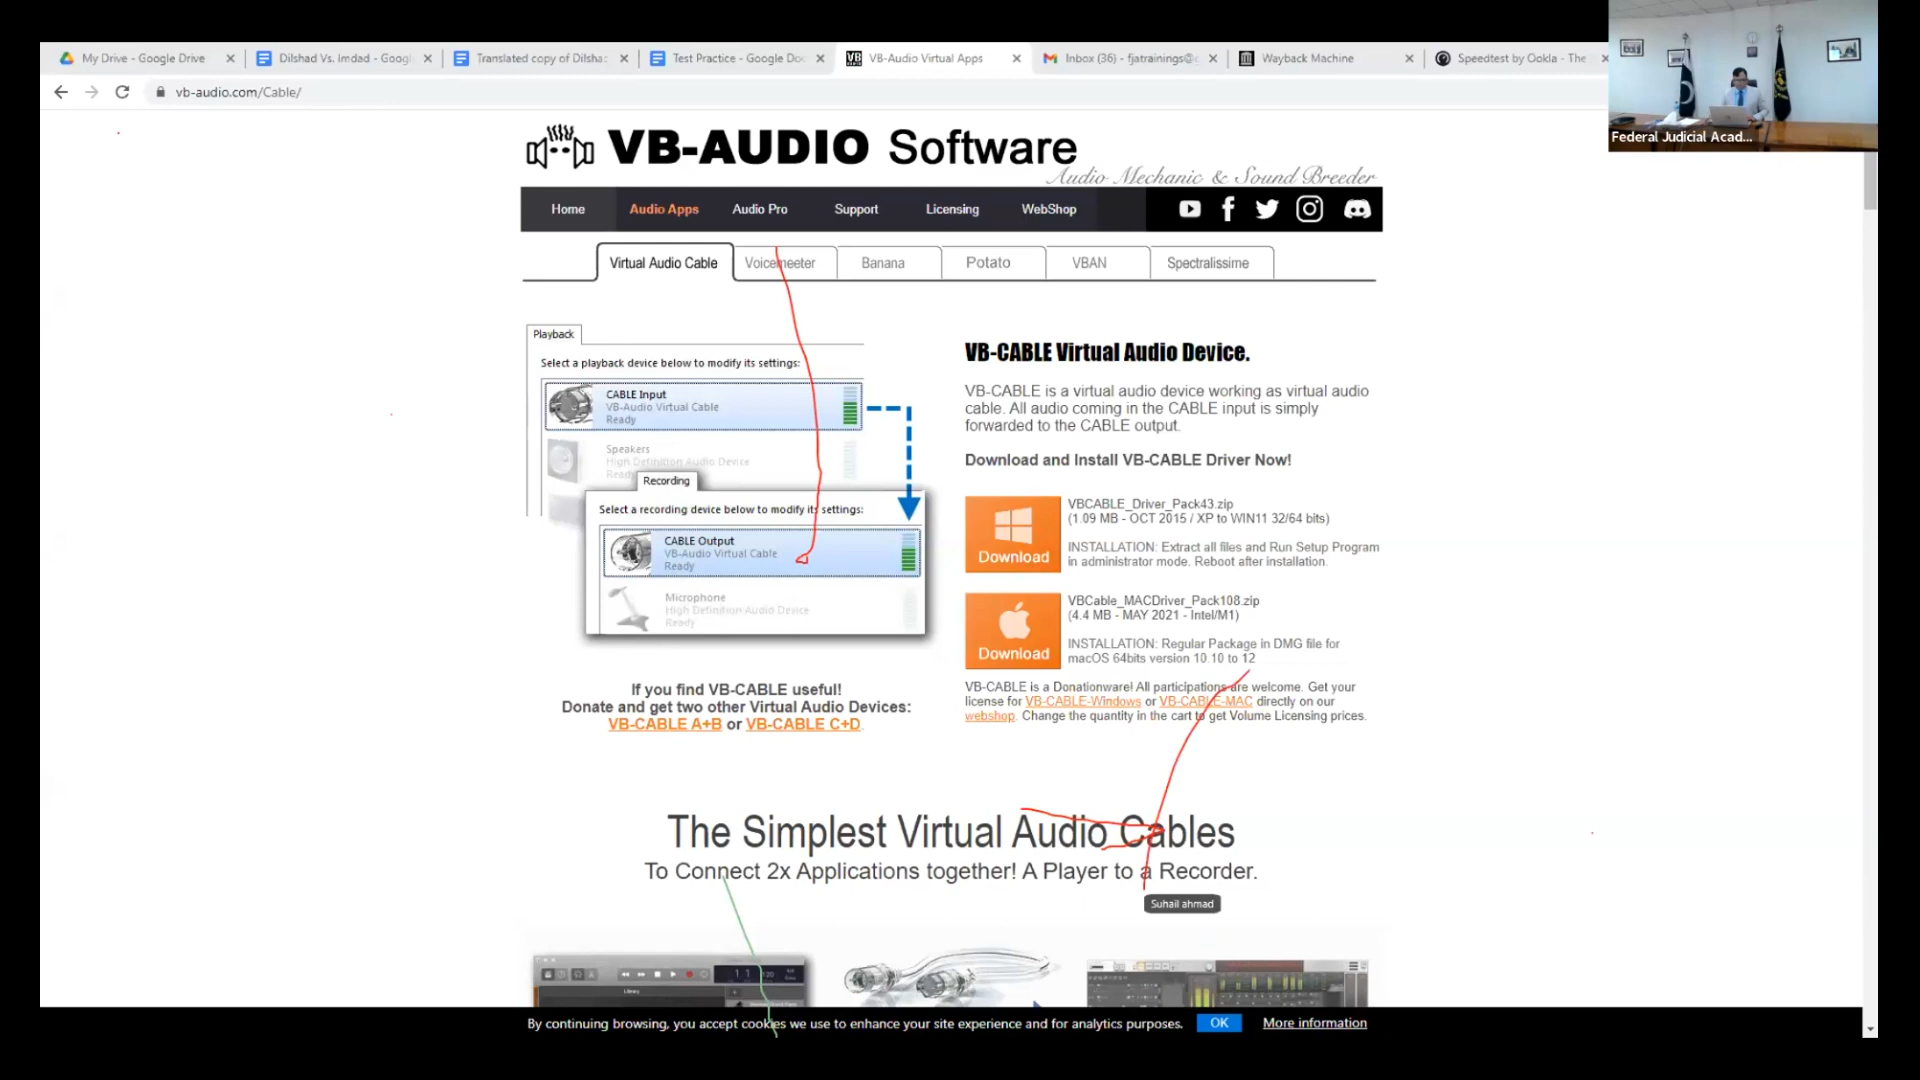 My Drive - Google Drive
Dilshad Vs. Imdad - Googl
Translated copy of Dilsha
Test Practice - Google Doc
VB-Audio Virtual Apps
Inbox (36) - fjatrainings@
Wayback Machine
Speedtest by Ookla - The
vb-audio.com/Cable/
Federal Judicial Acad...
VB-AUDIO Software
Audio Mechanic & Sound Breeder
Home
Audio Apps
Audio Pro
Support
Licensing
WebShop
Virtual Audio Cable
Voicemeeter
Banana
Potato
VBAN
Spectralissime
Playback
Select a playback device below to modify its settings:
CABLE Input
VB-Audio Virtual Cable
Ready
Speakers
High Definition Audio Device
Ready
Recording
Select a recording device below to modify its settings:
CABLE Output
VB-Audio Virtual Cable
Ready
Microphone
High Definition Audio Device
Ready
If you find VB-CABLE useful!
Donate and get two other Virtual Audio Devices:
VB-CABLE A+B or VB-CABLE C+D.
VB-CABLE Virtual Audio Device.
VB-CABLE is a virtual audio device working as virtual audio
cable. All audio coming in the CABLE input is simply
forwarded to the CABLE output.
Download and Install VB-CABLE Driver Now!
Download
VBCABLE_Driver_Pack43.zip
(1.09 MB - OCT 2015 / XP to WIN11 32/64 bits)
INSTALLATION: Extract all files and Run Setup Program
in administrator mode. Reboot after installation.
Download
VBCable_MACDriver_Pack108.zip
(4.4 MB - MAY 2021 - Intel/M1)
INSTALLATION: Regular Package in DMG file for
macOS 64bits version 10.10 to 12
VB-CABLE is a Donationware! All participations are welcome. Get your
license for VB-CABLE-Windows or VB-CABLE-MAC directly on our
webshop. Change the quantity in the cart to get Volume Licensing prices.
The Simplest Virtual Audio Cables
To Connect 2x Applications together! A Player to a Recorder.
Suhail ahmad
Library
By continuing browsing, you accept cookies we use to enhance your site experience and for analytics purposes.
OK
More information